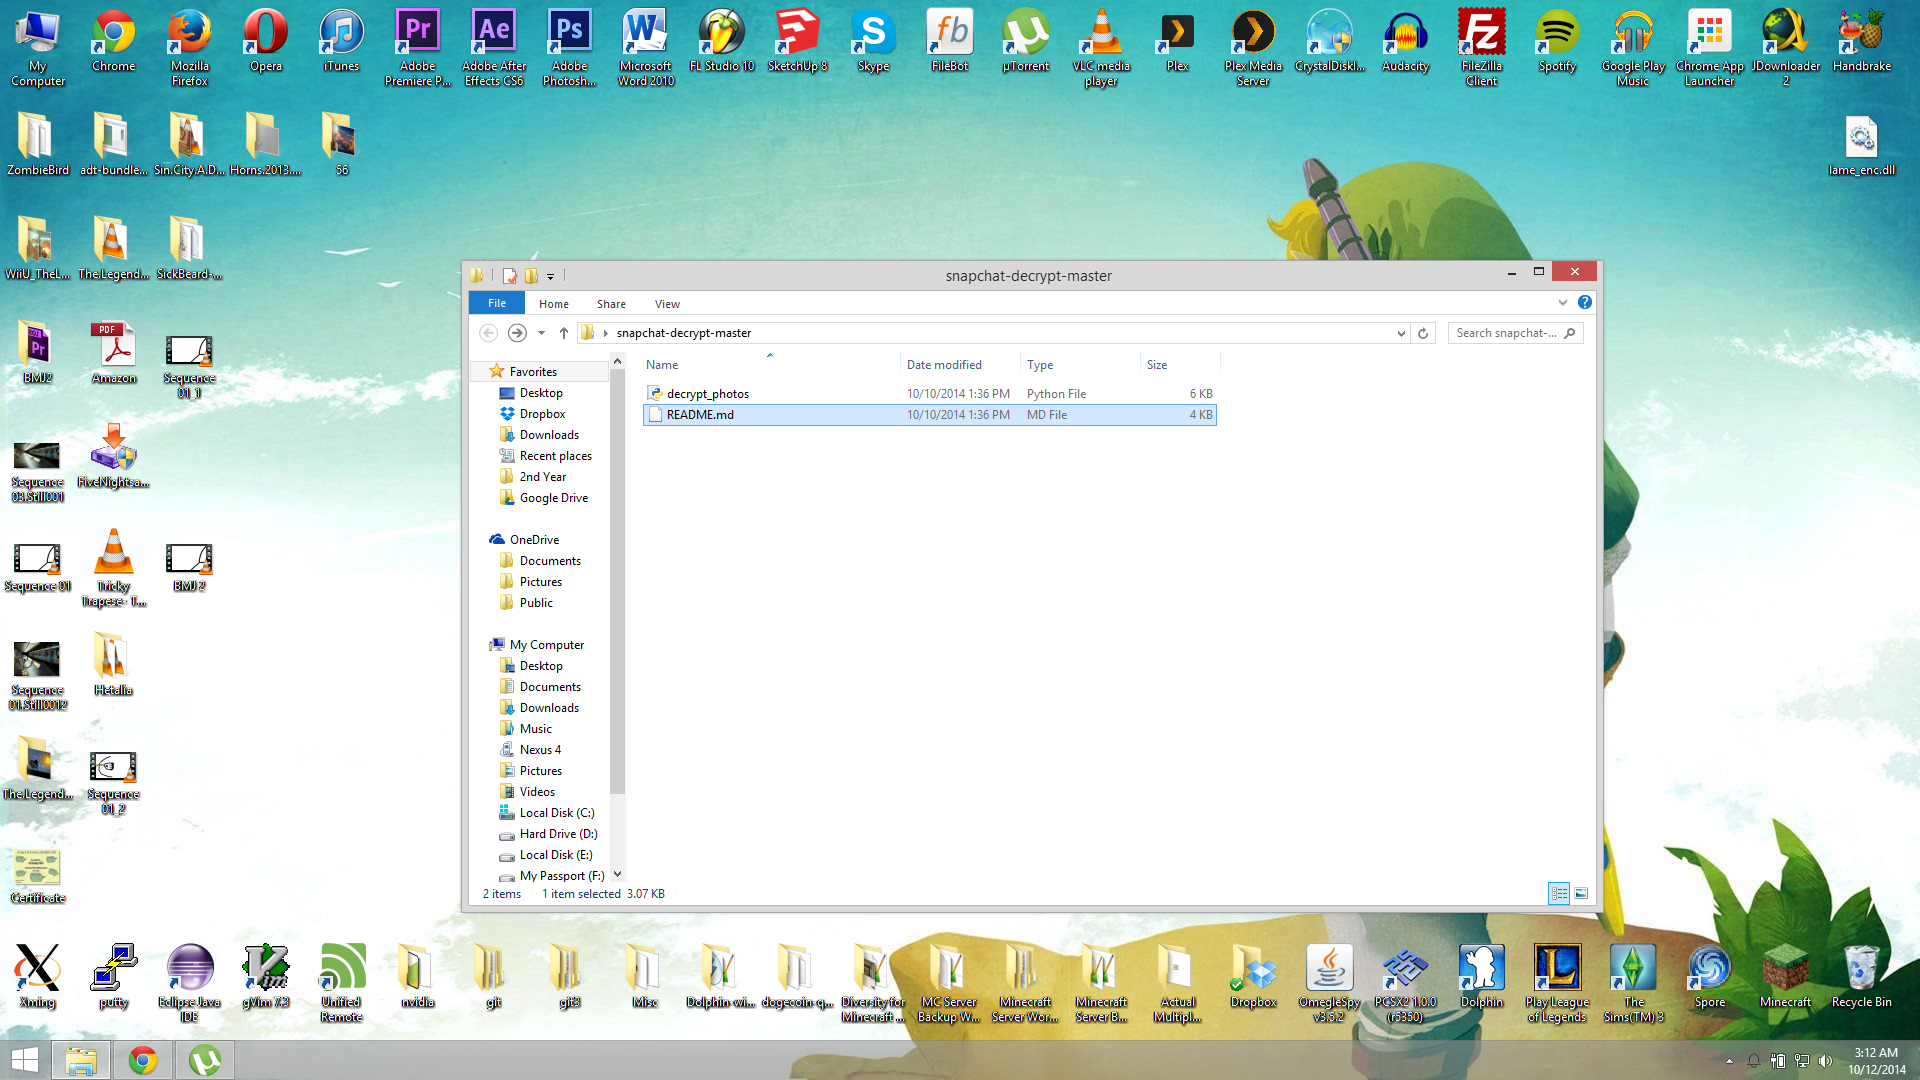 My Computer
Chrome
Mozilla Firefox
Opera
iTunes
Adobe Premiere P...
Adobe After Effects CS6
Adobe Photosh...
Microsoft Word 2010
FL Studio 10
SketchUp 8
Skype
FileBot
µTorrent
VLC media player
Plex
Plex Media Server
CrystalDiskI...
Audacity
FileZilla Client
Spotify
Google Play Music
Chrome App Launcher
JDownloader 2
Handbrake
ZombieBird
adt-bundle...
Sin.City.A.D...
Horns.2013....
56
lame_enc.dll
WiiU_TheL...
The.Legend...
SickBeard-...
BMJ2
Amazon
Sequence 01_1
Sequence 03.Still001
FiveNightsa...
Sequence 01
Tricky Trapese - T...
BMJ 2
Sequence 01.Still0012
Hetalia
The.Legend...
Sequence 01_2
Certificate
snapchat-decrypt-master
File Home Share View
snapchat-decrypt-master
Search snapchat-...
Name Date modified Type Size
decrypt_photos 10/10/2014 1:36 PM Python File 6 KB
README.md 10/10/2014 1:36 PM MD File 4 KB
Favorites
Desktop
Dropbox
Downloads
Recent places
2nd Year
Google Drive
OneDrive
Documents
Pictures
Public
My Computer
Desktop
Documents
Downloads
Music
Nexus 4
Pictures
Videos
Local Disk (C:)
Hard Drive (D:)
Local Disk (E:)
My Passport (F:)
2 items 1 item selected 3.07 KB
Xming
putty
Eclipse Java IDE
gVim 7.3
Unified Remote
nvidia
git
git3
Misc
Dolphin-wi...
dogecoin-q...
Diversity for Minecraft ...
MC Server Backup W...
Minecraft Server Wor...
Minecraft Server B...
Actual Multipl...
Dropbox
OmegleSpy v3.5.2
PCSX2 1.0.0 (r5350)
Dolphin
Play League of Legends
The Sims(TM) 3
Spore
Minecraft
Recycle Bin
3:12 AM
10/12/2014